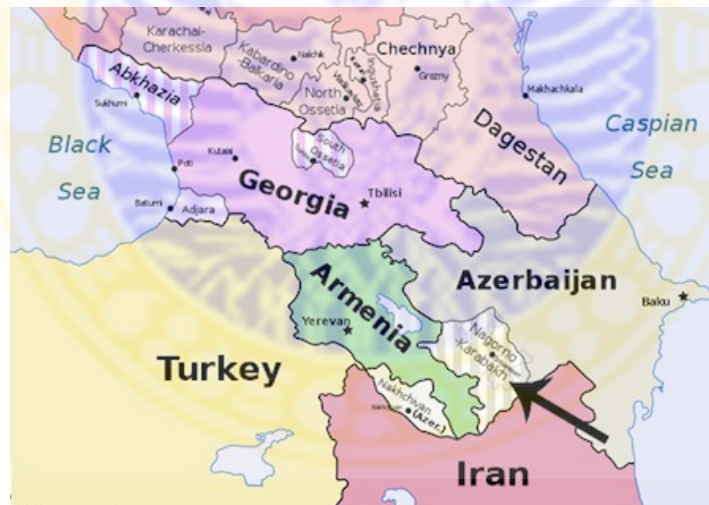 Karachai-
Cherkessia
Kabardino
-Balkaria
Nalchik
Chechnya
Grozny
Ingushetia
North
Ossetia
Vladikavkaz
Makhachkala
Dagestan
Abkhazia
Sukhumi
Black
Sea
Caspian
Sea
Kutaisi
South
Ossetia
Poti
Georgia
Tbilisi
Batumi
Adjara
Azerbaijan
Baku
Armenia
Yerevan
Nagorno
-Karabakh
Turkey
Nakhchivan
(Azer.)
Iran